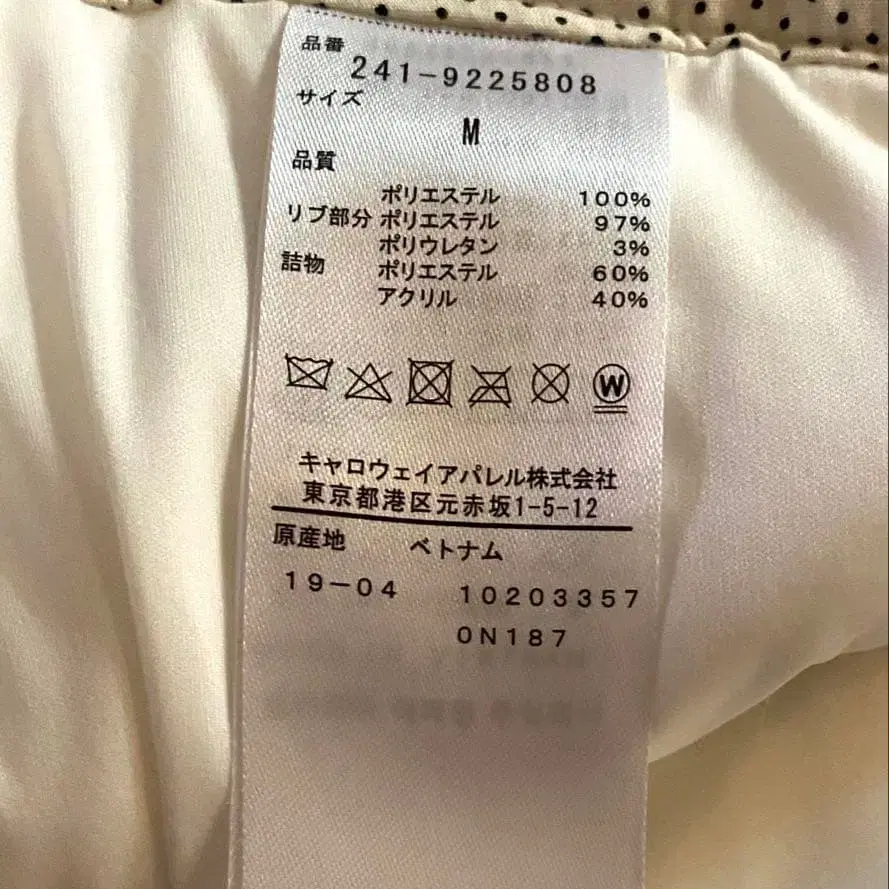 品番
241-9225808
サイズ
M
品質
ポリエステル 100%
リブ部分 ポリエステル 97%
ポリウレタン 3%
詰物 ポリエステル 60%
アクリル 40%
W
キャロウェイアパレル株式会社
東京都港区元赤坂1-5-12
原産地 ベトナム
19-04 10203357
0N187